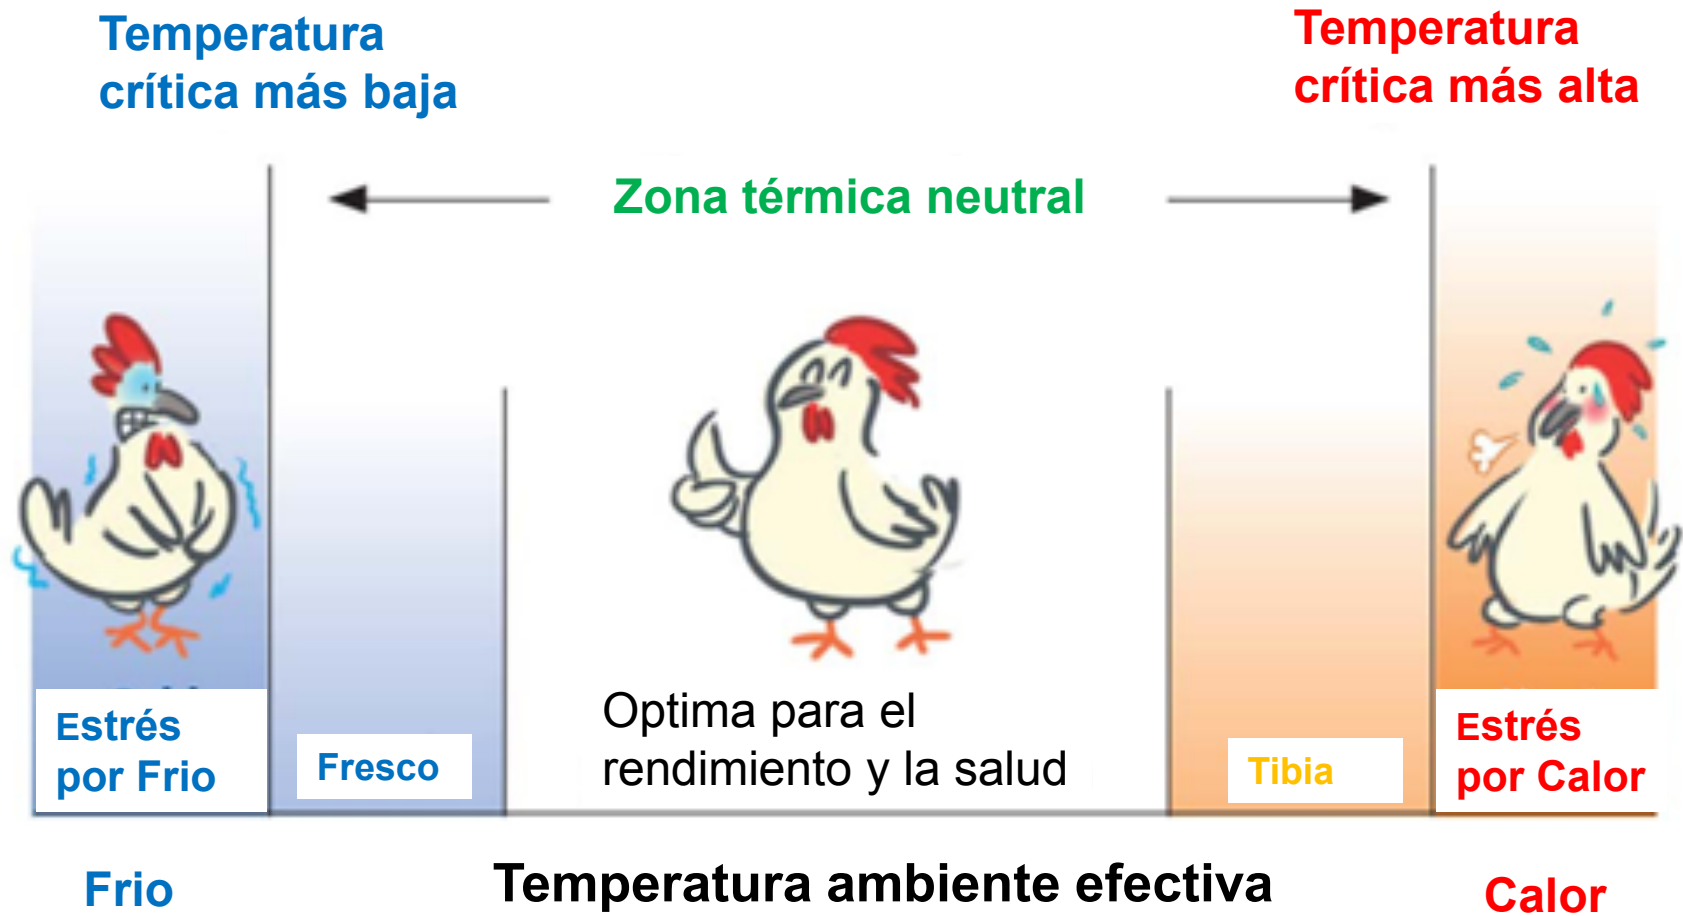 Temperatura
crítica más baja
Temperatura
crítica más alta
Zona térmica neutral
Estrés
por Frio
Fresco
Optima para el
rendimiento y la salud
Tibia
Estrés
por Calor
Frio
Temperatura ambiente efectiva
Calor